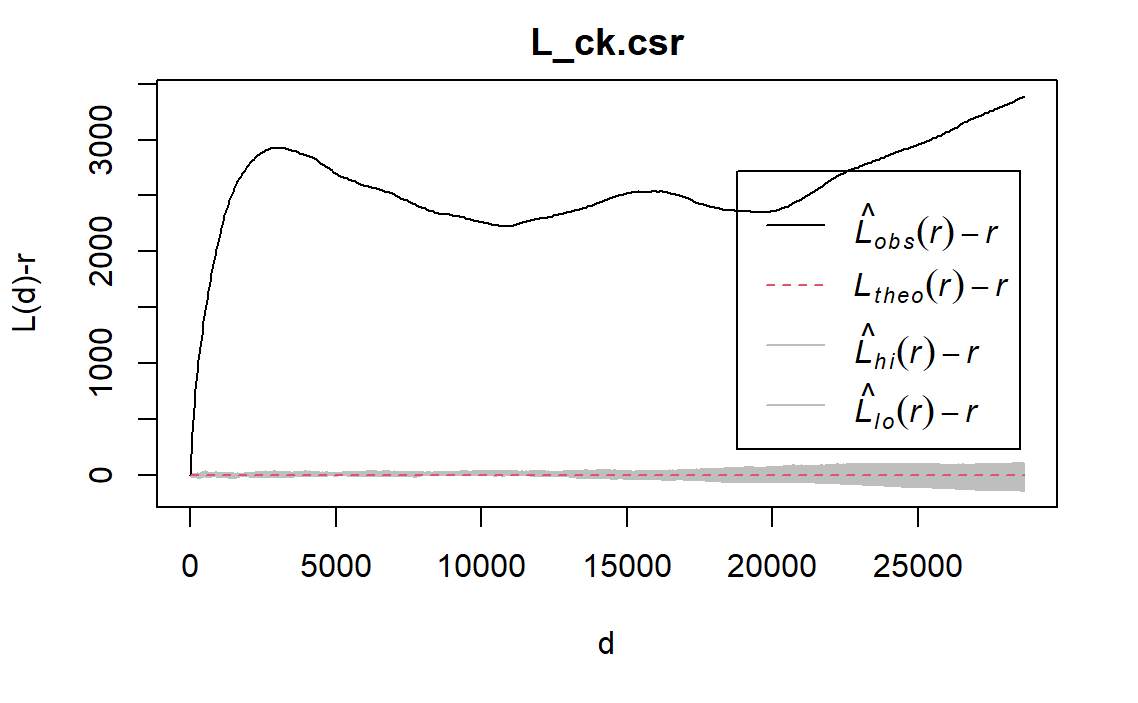 L_ck.csr
L(d)-r
3000
2000
1000
0
L̂obs(r) − r
Ltheo(r) − r
L̂hi(r) − r
L̂lo(r) − r
0 5000 10000 15000 20000 25000
d